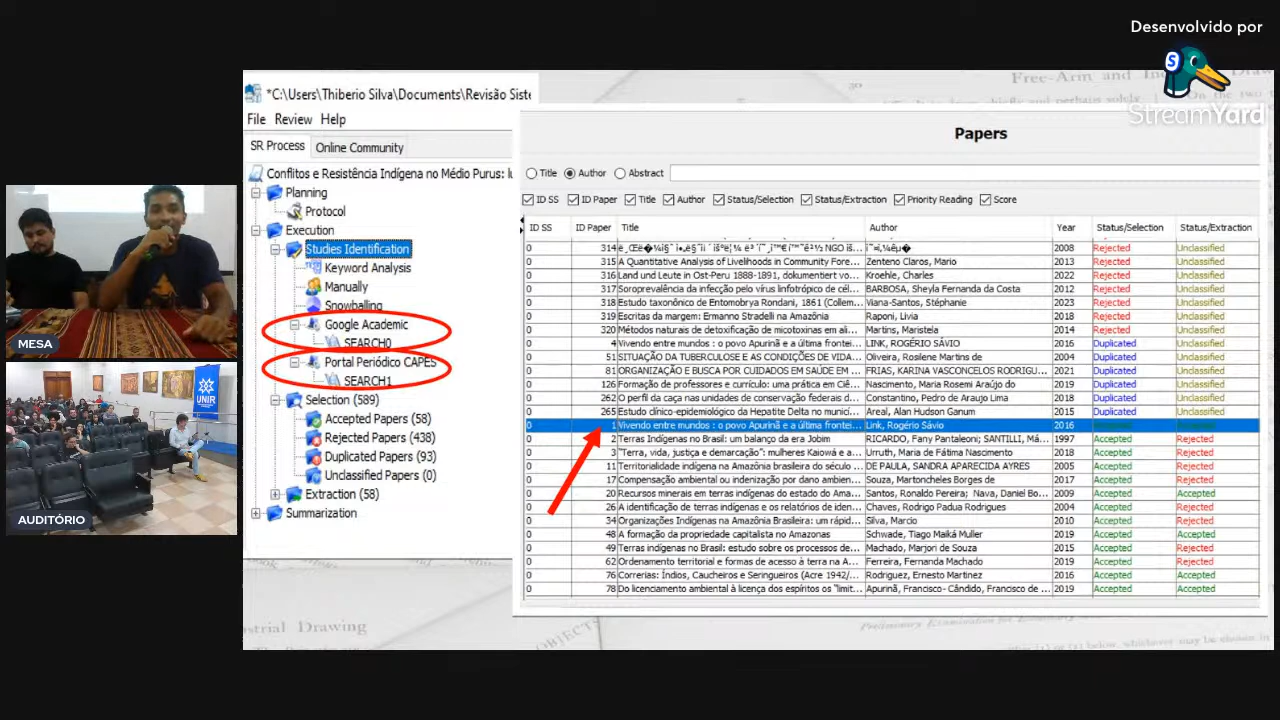 Desenvolvido por
S
StreamYard
MESA
AUDITÓRIO
UNIR
*C:\Users\Thiberio Silva\Documents\Revisão Siste
File Review Help
SR Process Online Community
Conflitos e Resistência Indígena no Médio Purus: lu
Planning
Protocol
Execution
Studies Identification
Keyword Analysis
Manually
Snowballing
Google Academic
SEARCH0
Portal Periódico CAPES
SEARCH1
Selection (589)
Accepted Papers (58)
Rejected Papers (438)
Duplicated Papers (93)
Unclassified Papers (0)
Extraction (58)
Summarization
Papers
Title Author Abstract
ID SS ID Paper Title Author Status/Selection Status/Extraction Priority Reading Score
ID SS ID Paper Title Author Year Status/Selection Status/Extraction
0 314 2008 Rejected Unclassified
0 315 A Quantitative Analysis of Livelihoods in Community Fore... Zenteno Claros, Mario 2013 Rejected Unclassified
0 316 Land und Leute in Ost-Peru 1888-1891, dokumentiert vo... Kroehle, Charles 2022 Rejected Unclassified
0 317 Soroprevalência da infecção pelo vírus linfotrópico de cél... BARBOSA, Sheyla Fernanda da Costa 2012 Rejected Unclassified
0 318 Estudo taxonômico de Entomobrya Rondani, 1861 (Collem... Viana-Santos, Stéphanie 2023 Rejected Unclassified
0 319 Escritas da margem: Ermanno Stradelli na Amazônia Raponi, Livia 2018 Rejected Unclassified
0 320 Métodos naturais de detoxificação de micotoxinas em ali... Martins, Maristela 2014 Rejected Unclassified
0 4 Vivendo entre mundos: o povo Apurinã e a última frontei... LINK, ROGÉRIO SÁVIO 2016 Duplicated Unclassified
0 51 SITUAÇÃO DA TUBERCULOSE E AS CONDIÇÕES DE VIDA... Oliveira, Rosilene Martins de 2004 Duplicated Unclassified
0 81 ORGANIZAÇÃO E BUSCA POR CUIDADOS EM SAÚDE EM ... FRIAS, KARINA VASCONCELOS RODRIGU... 2021 Duplicated Unclassified
0 126 Formação de professores e currículo: uma prática em Ciê... Nascimento, Maria Rosemi Araújo do 2019 Duplicated Unclassified
0 262 O perfil da caça nas unidades de conservação federais d... Constantino, Pedro de Araujo Lima 2018 Duplicated Unclassified
0 265 Estudo clínico-epidemiológico da Hepatite Delta no municí... Areal, Alan Hudson Ganum 2015 Duplicated Unclassified
0 1 Vivendo entre mundos : o povo Apurinã e a última frontei... Link, Rogério Sávio 2016
0 2 Terras Indígenas no Brasil: um balanço da era Jobim RICARDO, Fany Pantaleoni; SANTILLI, Má... 1997 Accepted Rejected
0 3 "Terra, vida, justiça e demarcação": mulheres Kaiowá e a... Urruth, Maria de Fátima Mentzano 2018 Accepted Rejected
0 11 Territorialidade indígena na Amazônia brasileira do século ... DE PAULA, SANDRA APARECIDA AYRES 2005 Accepted Rejected
0 17 Compensação ambiental ou indenização por dano ambien... Souza, Martoncheles Borges de 2017 Accepted Rejected
0 20 Recursos minerais em terras indígenas do estado do Ama... Santos, Ronaldo Pereira; Nava, Daniel Bo... 2009 Accepted Accepted
0 26 A identificação de terras indígenas e os relatórios de iden... Chaves, Rodrigo Padua Rodrigues 2004 Accepted Rejected
0 34 Organizações Indígenas na Amazônia Brasileira: um rápid... Silva, Marcio 2010 Accepted Rejected
0 48 A formação da propriedade capitalista no Amazonas Schwade, Tiago Maiká Muller 2019 Accepted Accepted
0 49 Terras indígenas no Brasil: estudo sobre os processos de... Machado, Marjori de Souza 2015 Accepted Rejected
0 62 Ordenamento territorial e formas de acesso à terra na A... Ferreira, Fernanda Machado 2019 Accepted Rejected
0 76 Correrias: Índios, Caucheiros e Seringueiros (Acre 1942/... Rodriguez, Ernesto Martinez 2016 Accepted Accepted
0 78 Do licenciamento ambiental à licença dos espíritos os "limit... Apurinã, Francisco- Cândido, Francisco de ... 2019 Accepted Accepted